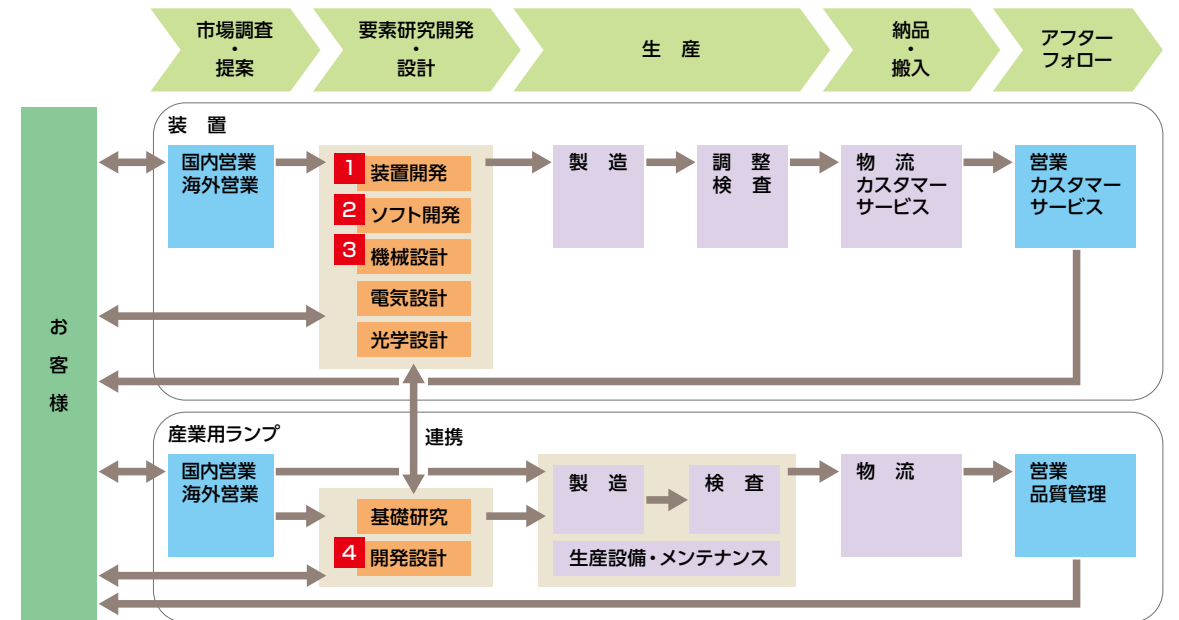 市場調査
・
提案
要素研究開発
・
設計
生　産
納品
・
搬入
アフター
フォロー
お客様
装　置
国内営業
海外営業
1 装置開発
2 ソフト開発
3 機械設計
電気設計
光学設計
製　造
調　整
検　査
物　流
カスタマー
サービス
営業
カスタマー
サービス
連携
産業用ランプ
国内営業
海外営業
基礎研究
4 開発設計
製　造
検　査
生産設備・メンテナンス
物　流
営業
品質管理